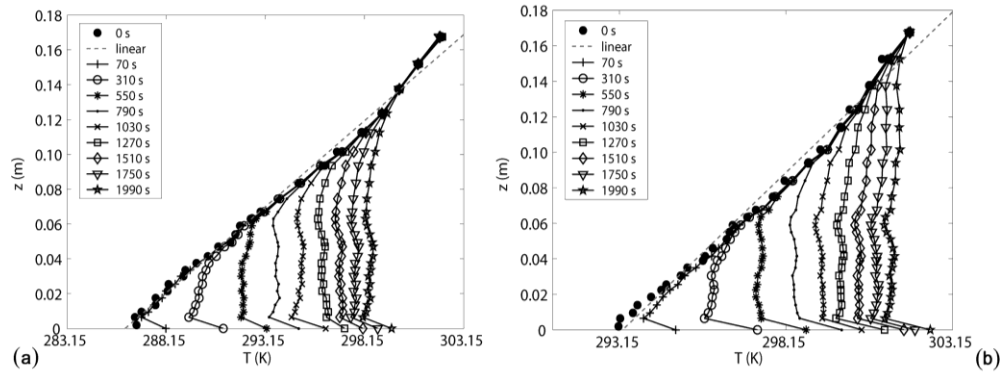 0.18
0.16
0.14
0.12
0.10
0.08
0.06
0.04
0.02
0
z (m)
0 s
linear
70 s
310 s
550 s
790 s
1030 s
1270 s
1510 s
1750 s
1990 s
283.15 288.15 293.15 298.15 303.15
T (K)
(a)
0.18
0.16
0.14
0.12
0.10
0.08
0.06
0.04
0.02
0
z (m)
0 s
linear
70 s
310 s
550 s
790 s
1030 s
1270 s
1510 s
1750 s
1990 s
293.15 298.15 303.15
T (K)
(b)